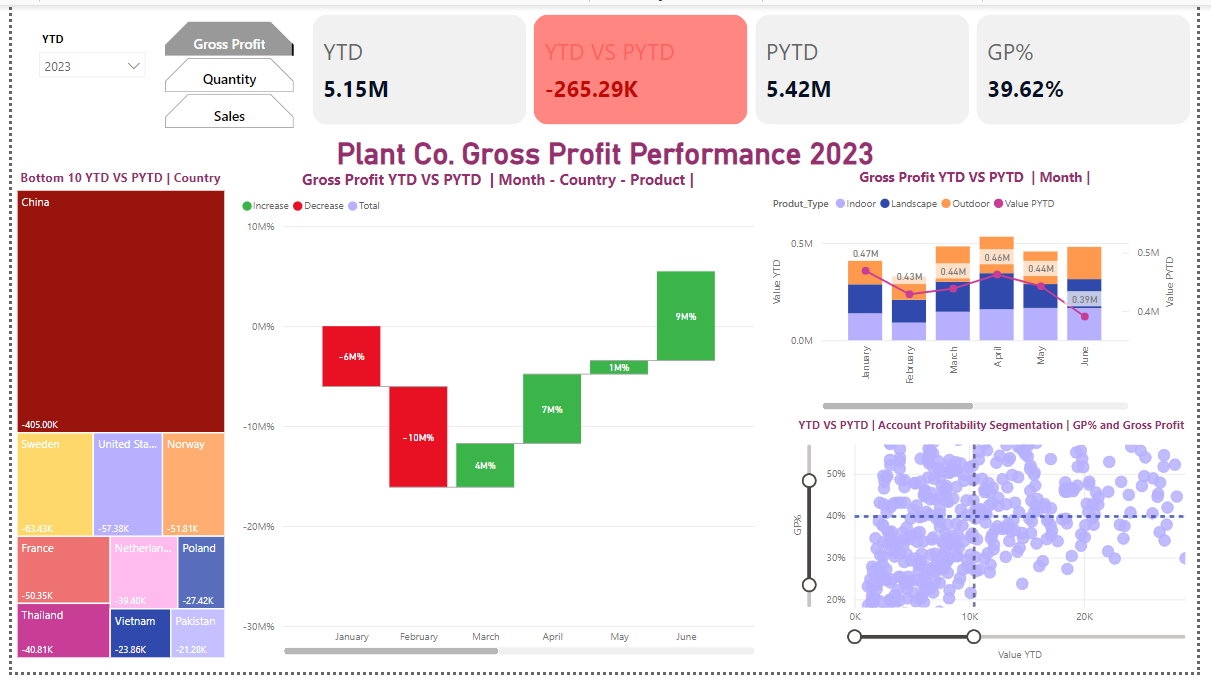 YTD
2023
Gross Profit
Quantity
Sales
YTD
5.15M
YTD VS PYTD
-265.29K
PYTD
5.42M
GP%
39.62%
Plant Co. Gross Profit Performance 2023
Bottom 10 YTD VS PYTD | Country
China
-405.00K
Sweden
-63.43K
United Sta...
-57.38K
Norway
-51.81K
France
-50.35K
Netherlan...
-39.40K
Poland
-27.42K
Thailand
-40.81K
Vietnam
-23.86K
Pakistan
-21.28K
Gross Profit YTD VS PYTD | Month - Country - Product |
Increase Decrease Total
10M%
0M%
-10M%
-20M%
-30M%
-6M%
-10M%
4M%
7M%
1M%
9M%
January February March April May June
Gross Profit YTD VS PYTD | Month |
Produt_Type Indoor Landscape Outdoor Value PYTD
Value YTD
0.5M
0.0M
0.47M
0.43M
0.44M
0.46M
0.44M
0.39M
0.5M
0.4M
Value PYTD
January
February
March
April
May
June
YTD VS PYTD | Account Profitability Segmentation | GP% and Gross Profit
GP%
50%
40%
30%
20%
0K 10K 20K
Value YTD